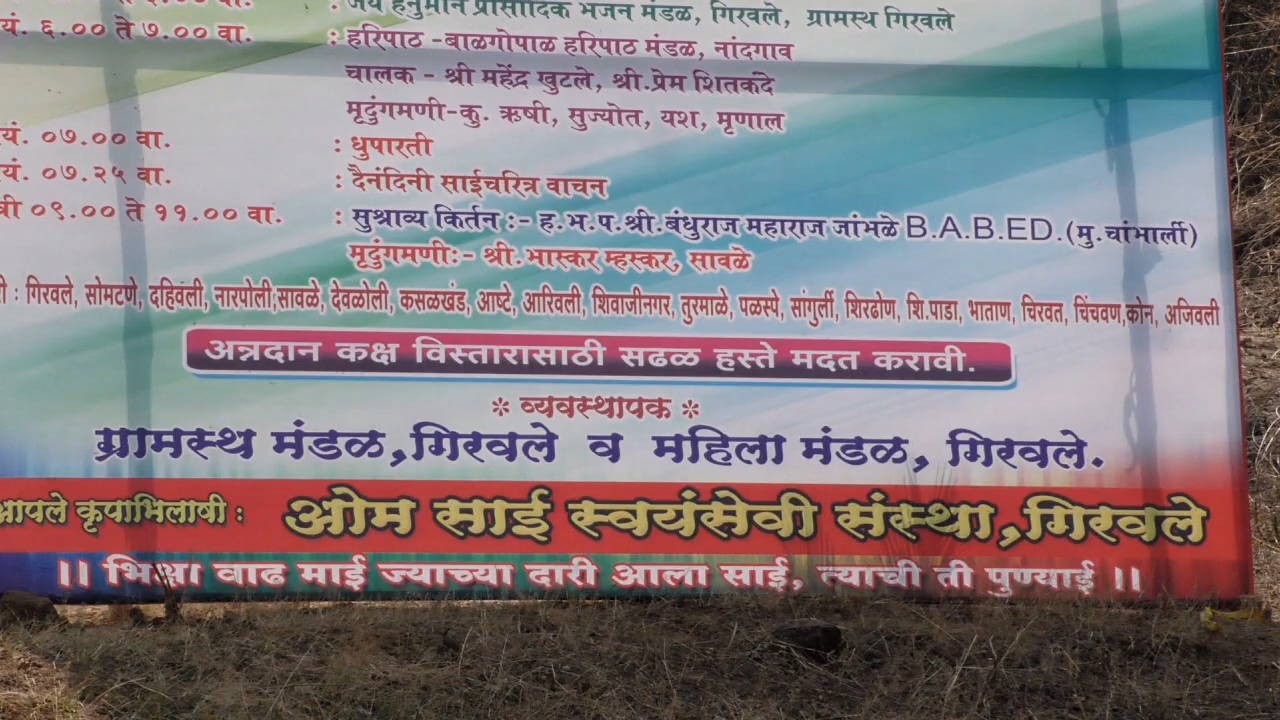 : जय हनुमान प्रासादिक भजन मंडळ, गिरवले, ग्रामस्थ गिरवले
यं. ६.०० ते ७.०० वा. : हरिपाठ -बाळगोपाळ हरिपाठ मंडळ, नांदगाव
चालक - श्री महेंद्र खुटले, श्री.प्रेम शितकंदे
मृदुंगमणी-कु. ऋषी, सुज्योत, यश, मृणाल
यं. ०७.०० वा. : धुपारती
यं. ०७.२५ वा. : दैनंदिनी साईचरित्र वाचन
त्री ०९.०० ते ११.०० वा. : सुश्राव्य किर्तन :- ह.भ.प.श्री.बंधुराज महाराज जांभळे B.A.B.ED.(मु.चांभार्ली)
मृदुंगमणी:- श्री.भास्कर म्हस्कर, सावळे
: गिरवले, सोमटणे, दहिवली, नारपोली,सावळे, देवळोली, कसळखंड, आष्टे, आरिवली, शिवाजीनगर, तुरमाळे, पळस्पे, सांगुर्ली, शिरढोण, शि.पाडा, भाताण, चिरवत, चिंचवण,कोन, अजिवली
अन्नदान कक्ष विस्तारासाठी सढळ हस्ते मदत करावी.
* व्यवस्थापक *
ग्रामस्थ मंडळ,गिरवले व महिला मंडळ, गिरवले.
आपले कृपाभिलाषी : ओम साई स्वयंसेवी संस्था,गिरवले
।। भिक्षा वाढ माई ज्याच्या दारी आला साई, त्याची ती पुण्याई ।।